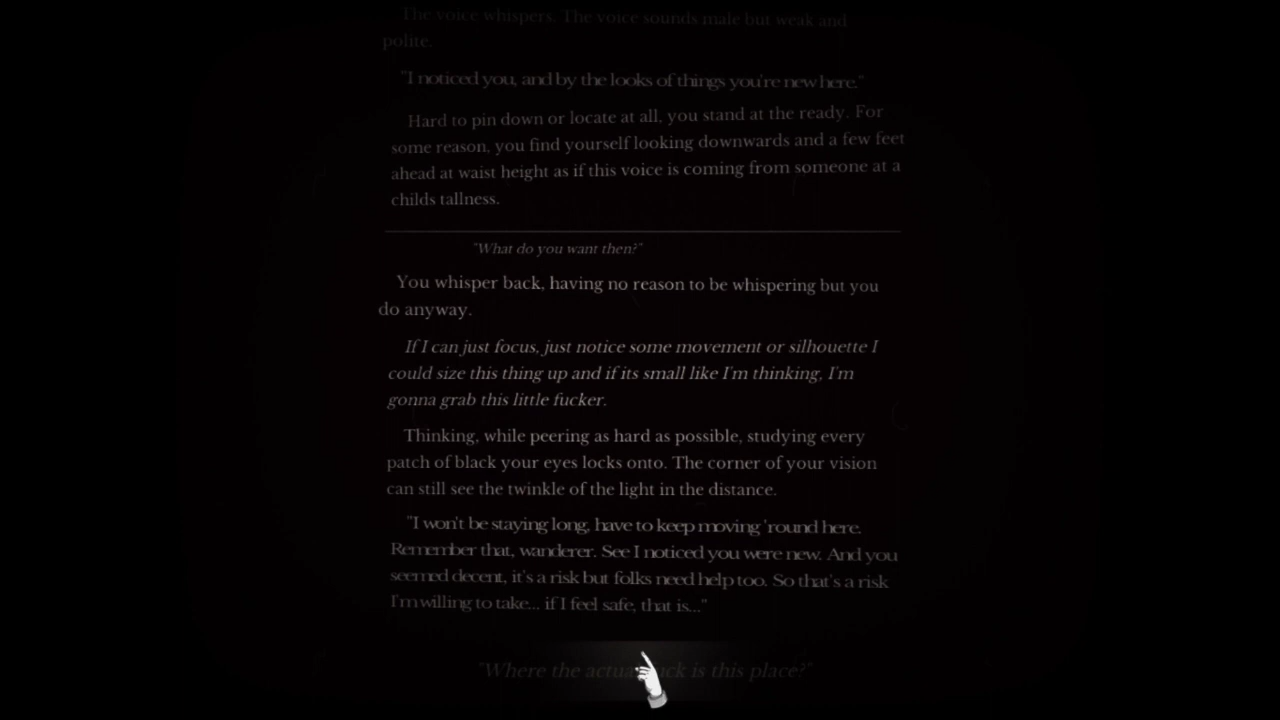 The voice whispers. The voice sounds male but weak and
polite.
"I noticed you, and by the looks of things you're new here."
Hard to pin down or locate at all, you stand at the ready. For
some reason, you find yourself looking downwards and a few feet
ahead at waist height as if this voice is coming from someone at a
childs tallness.
"What do you want then?"
You whisper back, having no reason to be whispering but you
do anyway.
If I can just focus, just notice some movement or silhouette I
could size this thing up and if its small like I'm thinking, I'm
gonna grab this little fucker.
Thinking, while peering as hard as possible, studying every
patch of black your eyes locks onto. The corner of your vision
can still see the twinkle of the light in the distance.
"I won't be staying long, have to keep moving 'round here.
Remember that, wanderer. See I noticed you were new. And you
seemed decent, it's a risk but folks need help too. So that's a risk
I'm willing to take... if I feel safe, that is..."
"Where the actual fuck is this place?"